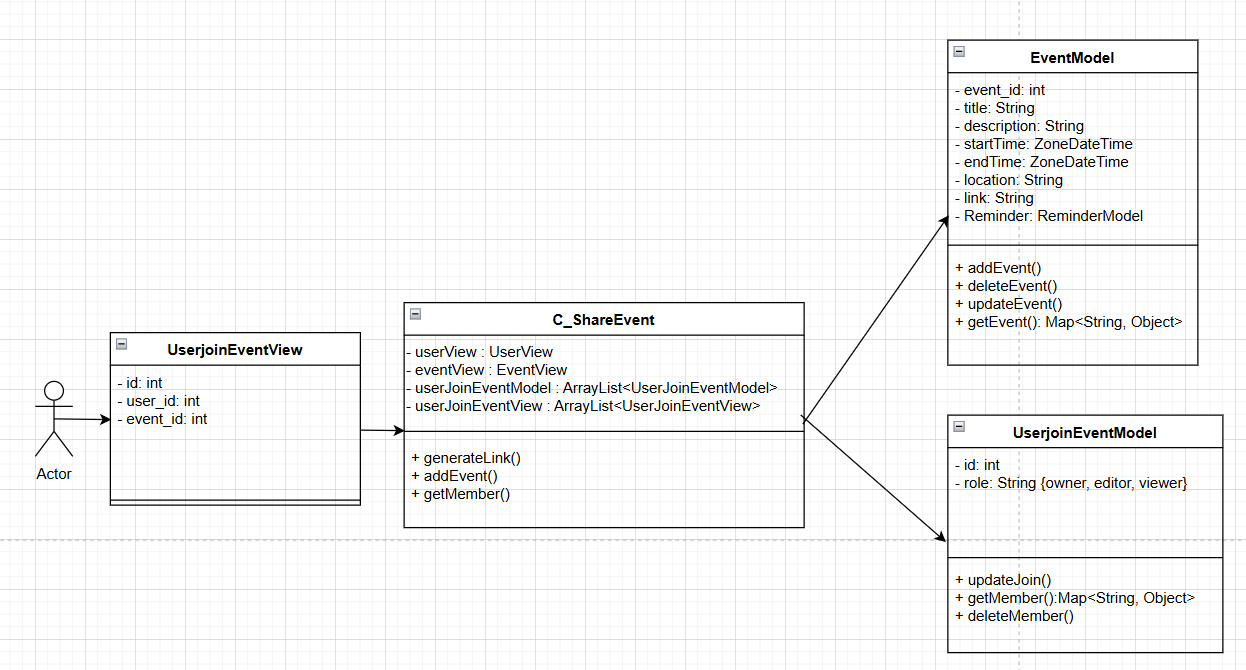 EventModel
- event_id: int
- title: String
- description: String
- startTime: ZoneDateTime
- endTime: ZoneDateTime
- location: String
- link: String
- Reminder: ReminderModel
+ addEvent()
+ deleteEvent()
+ updateEvent()
+ getEvent(): Map<String, Object>
C_ShareEvent
- userView : UserView
- eventView : EventView
- userJoinEventModel : ArrayList<UserJoinEventModel>
- userJoinEventView : ArrayList<UserJoinEventView>
+ generateLink()
+ addEvent()
+ getMember()
UserjoinEventView
- id: int
- user_id: int
- event_id: int
Actor
UserjoinEventModel
- id: int
- role: String {owner, editor, viewer}
+ updateJoin()
+ getMember():Map<String, Object>
+ deleteMember()